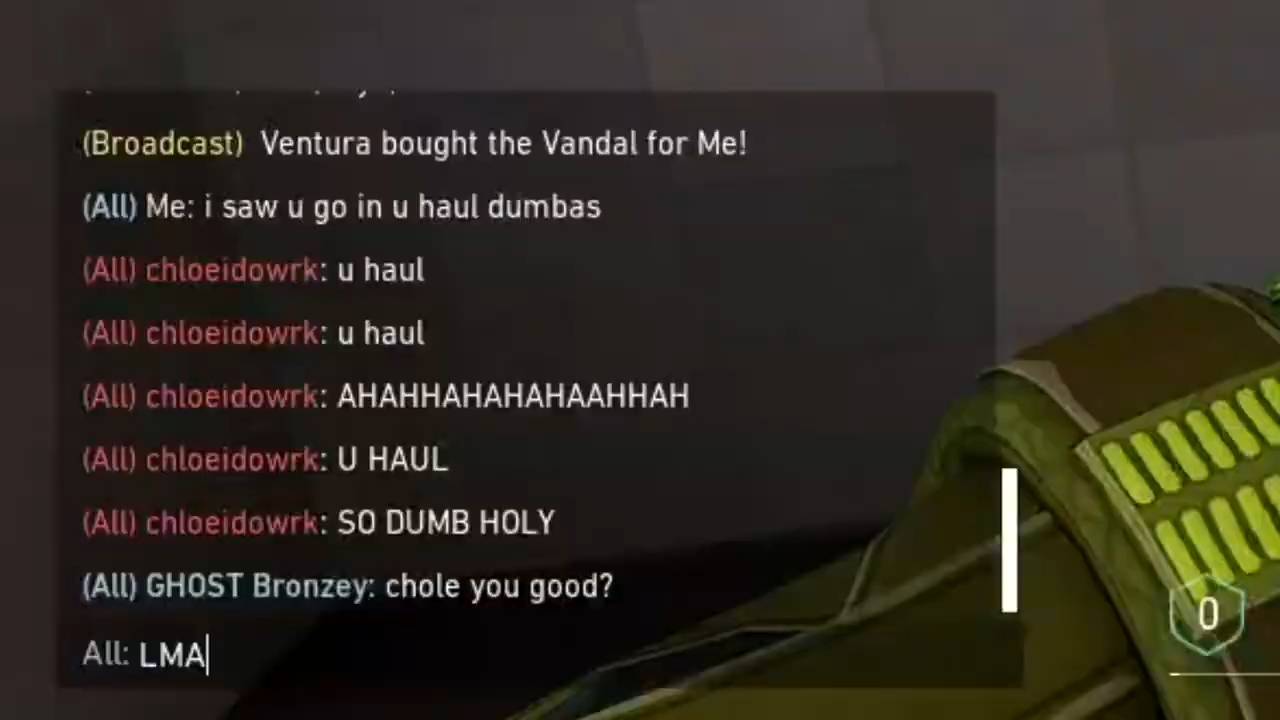 (Broadcast) Ventura bought the Vandal for Me!
(All) Me: i saw u go in u haul dumbas
(All) chloeidowrk: u haul
(All) chloeidowrk: u haul
(All) chloeidowrk: AHAHHAHAHAHAAHHAH
(All) chloeidowrk: U HAUL
(All) chloeidowrk: SO DUMB HOLY
(All) GHOST Bronzey: chole you good?
All: LMA
0